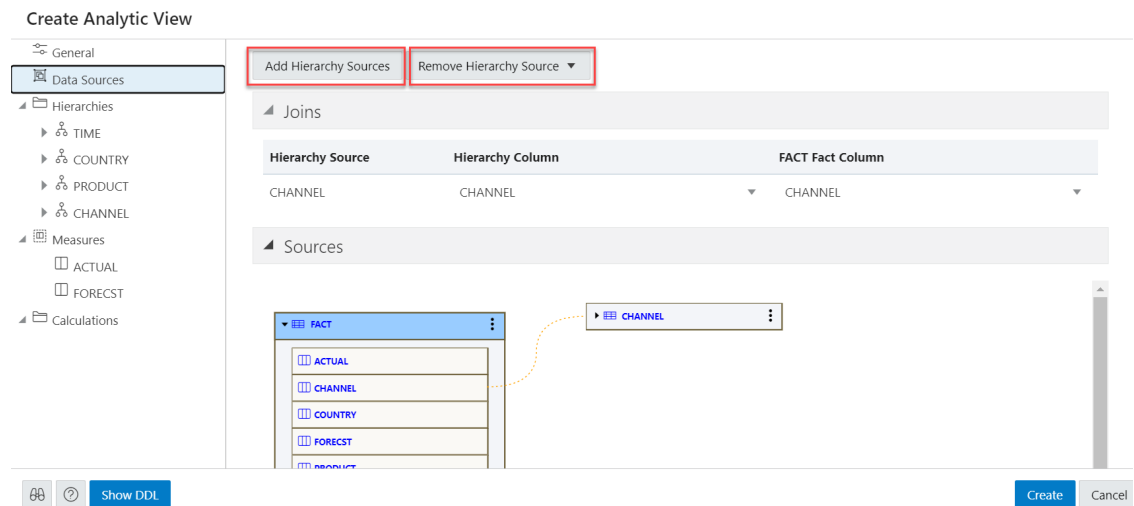 Create Analytic View
General
Data Sources
Hierarchies
TIME
COUNTRY
PRODUCT
CHANNEL
Measures
ACTUAL
FORECST
Calculations
Add Hierarchy Sources
Remove Hierarchy Source
Joins
Hierarchy Source Hierarchy Column FACT Fact Column
CHANNEL CHANNEL CHANNEL
Sources
FACT
ACTUAL
CHANNEL
COUNTRY
FORECST
PRODUCT
CHANNEL
Show DDL
Create
Cancel